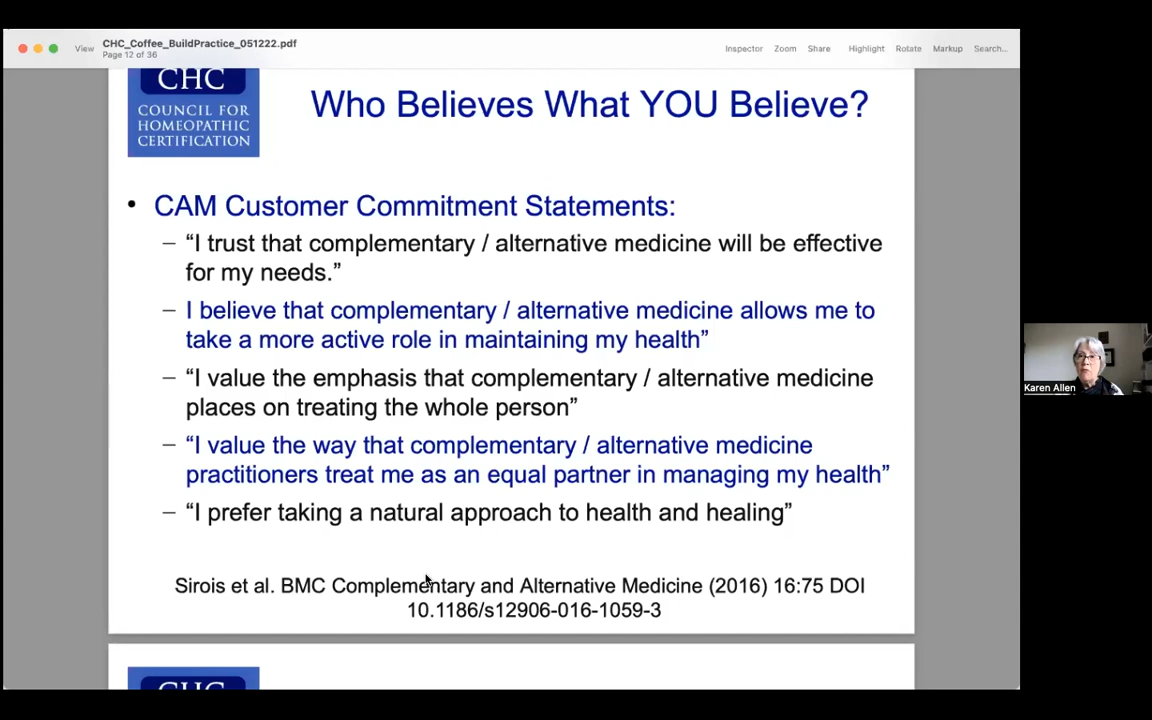 CHC_Coffee_BuildPractice_051222.pdf
View
Page 12 of 36
Inspector
Zoom
Share
Highlight
Rotate
Markup
Search...
CHC
COUNCIL FOR
HOMEOPATHIC
CERTIFICATION
Who Believes What YOU Believe?
• CAM Customer Commitment Statements:
– “I trust that complementary / alternative medicine will be effective
for my needs.”
– I believe that complementary / alternative medicine allows me to
take a more active role in maintaining my health”
– “I value the emphasis that complementary / alternative medicine
places on treating the whole person”
– “I value the way that complementary / alternative medicine
practitioners treat me as an equal partner in managing my health”
– “I prefer taking a natural approach to health and healing”
Sirois et al. BMC Complementary and Alternative Medicine (2016) 16:75 DOI
10.1186/s12906-016-1059-3
Karen Allen
CHC